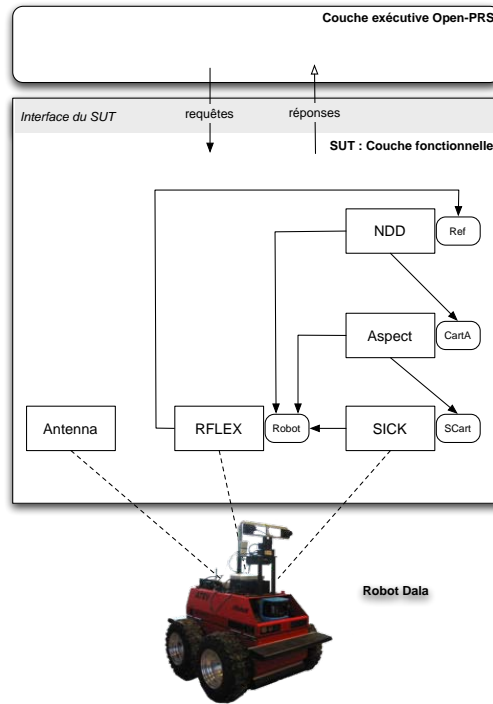 Couche exécutive Open-PRS
requêtes
réponses
Interface du SUT
SUT : Couche fonctionnelle
NDD
Ref
Aspect
CartA
Antenna
RFLEX
Robot
SICK
SCart
Robot Dala